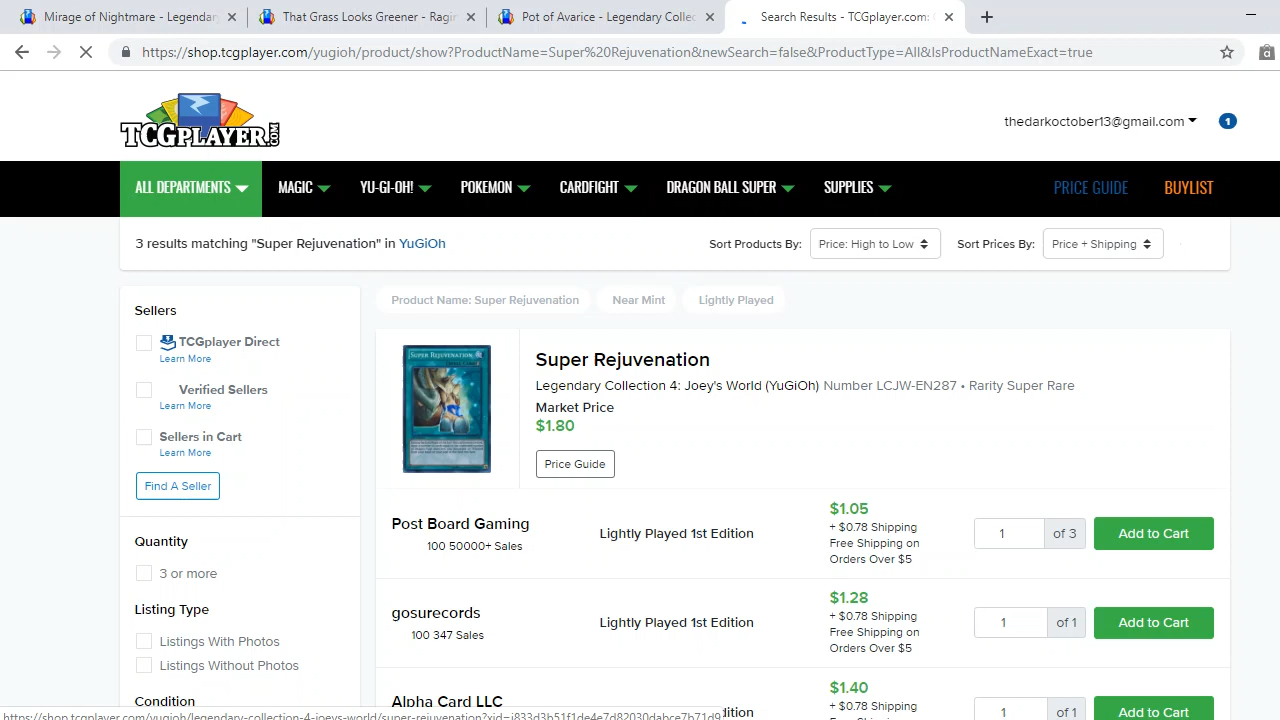 Mirage of Nightmare - Legendary
That Grass Looks Greener - Ragin
Pot of Avarice - Legendary Collec
Search Results - TCGplayer.com:
https://shop.tcgplayer.com/yugioh/product/show?ProductName=Super%20Rejuvenation&newSearch=false&ProductType=All&IsProductNameExact=true
TCGPLAYER.COM
thedarkoctober13@gmail.com
1
ALL DEPARTMENTS
MAGIC
YU-GI-OH!
POKEMON
CARDFIGHT
DRAGON BALL SUPER
SUPPLIES
PRICE GUIDE
BUYLIST
3 results matching "Super Rejuvenation" in YuGiOh
Sort Products By:
Price: High to Low
Sort Prices By:
Price + Shipping
Sellers
TCGplayer Direct
Learn More
Verified Sellers
Learn More
Sellers in Cart
Learn More
Find A Seller
Quantity
3 or more
Listing Type
Listings With Photos
Listings Without Photos
Condition
Product Name: Super Rejuvenation
Near Mint
Lightly Played
SUPER REJUVENATION
Super Rejuvenation
Legendary Collection 4: Joey's World (YuGiOh) Number LCJW-EN287 • Rarity Super Rare
Market Price
$1.80
Price Guide
Post Board Gaming
100 50000+ Sales
Lightly Played 1st Edition
$1.05
+ $0.78 Shipping
Free Shipping on
Orders Over $5
1
of 3
Add to Cart
gosurecords
100 347 Sales
Lightly Played 1st Edition
$1.28
+ $0.78 Shipping
Free Shipping on
Orders Over $5
1
of 1
Add to Cart
Alpha Card LLC
dition
$1.40
+ $0.78 Shipping
1
of 1
Add to Cart